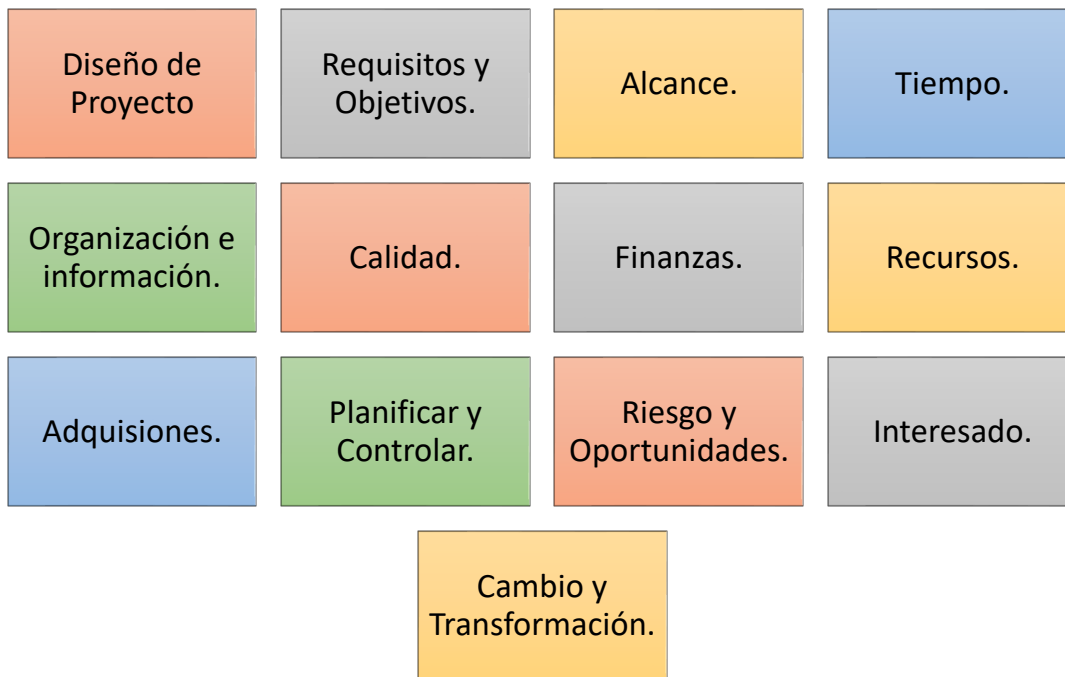 Diseño de
Proyecto
Requisitos y
Objetivos.
Alcance.
Tiempo.
Organización e
información.
Calidad.
Finanzas.
Recursos.
Adquisiones.
Planificar y
Controlar.
Riesgo y
Oportunidades.
Interesado.
Cambio y
Transformación.